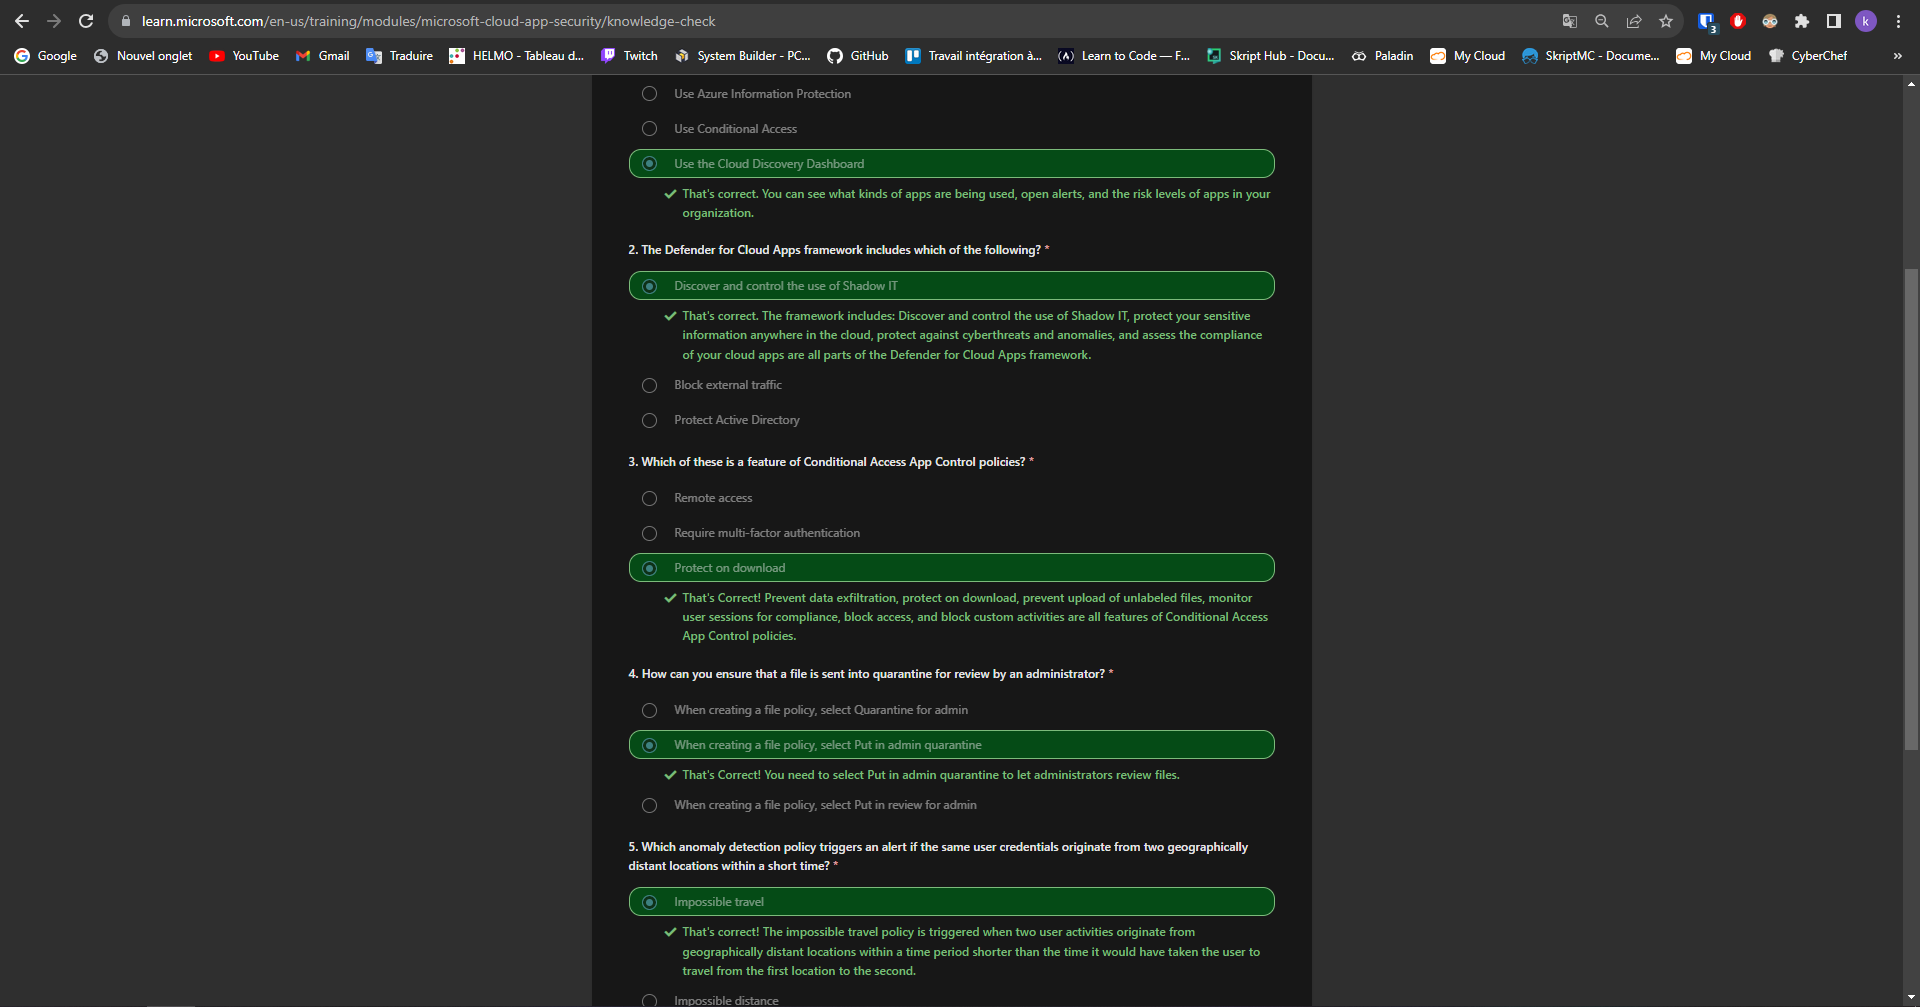 learn.microsoft.com/en-us/training/modules/microsoft-cloud-app-security/knowledge-check
3
k
Google Nouvel onglet YouTube Gmail Traduire HELMO - Tableau d... Twitch System Builder - PC... GitHub Travail intégration à... Learn to Code — F... Skript Hub - Docu... Paladin My Cloud SkriptMC - Docume... My Cloud CyberChef »
Use Azure Information Protection
Use Conditional Access
Use the Cloud Discovery Dashboard
That's correct. You can see what kinds of apps are being used, open alerts, and the risk levels of apps in your
organization.
2. The Defender for Cloud Apps framework includes which of the following? *
Discover and control the use of Shadow IT
That's correct. The framework includes: Discover and control the use of Shadow IT, protect your sensitive
information anywhere in the cloud, protect against cyberthreats and anomalies, and assess the compliance
of your cloud apps are all parts of the Defender for Cloud Apps framework.
Block external traffic
Protect Active Directory
3. Which of these is a feature of Conditional Access App Control policies? *
Remote access
Require multi-factor authentication
Protect on download
That's Correct! Prevent data exfiltration, protect on download, prevent upload of unlabeled files, monitor
user sessions for compliance, block access, and block custom activities are all features of Conditional Access
App Control policies.
4. How can you ensure that a file is sent into quarantine for review by an administrator? *
When creating a file policy, select Quarantine for admin
When creating a file policy, select Put in admin quarantine
That's Correct! You need to select Put in admin quarantine to let administrators review files.
When creating a file policy, select Put in review for admin
5. Which anomaly detection policy triggers an alert if the same user credentials originate from two geographically
distant locations within a short time? *
Impossible travel
That's correct! The impossible travel policy is triggered when two user activities originate from
geographically distant locations within a time period shorter than the time it would have taken the user to
travel from the first location to the second.
Impossible distance